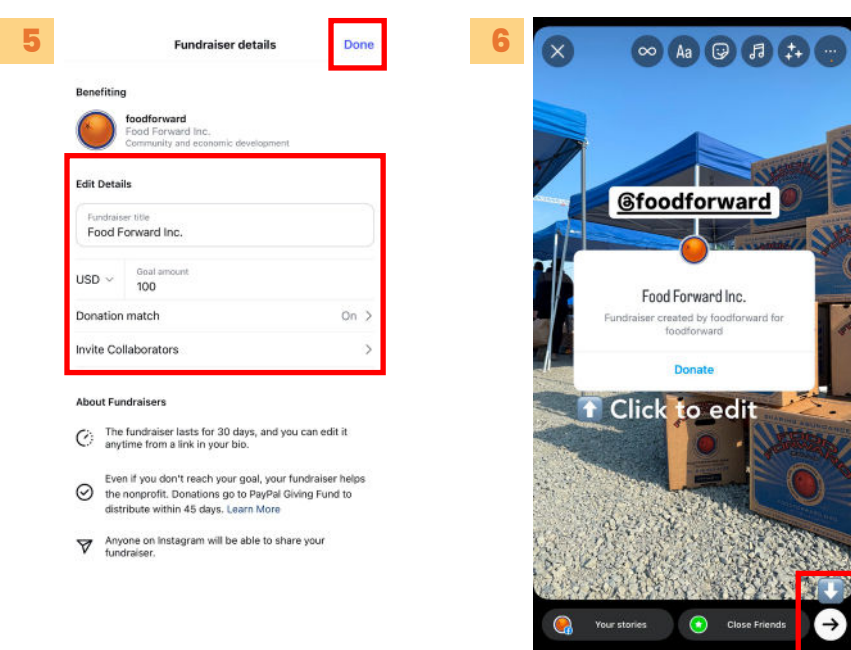 5
Fundraiser details
Done
Benefiting
foodforward
Food Forward Inc.
Community and economic development
Edit Details
Fundraiser title
Food Forward Inc.
USD
Goal amount
100
Donation match
On
Invite Collaborators
About Fundraisers
The fundraiser lasts for 30 days, and you can edit it
anytime from a link in your bio.
Even if you don't reach your goal, your fundraiser helps
the nonprofit. Donations go to PayPal Giving Fund to
distribute within 45 days. Learn More
Anyone on Instagram will be able to share your
fundraiser.
6
Aa
@foodforward
Food Forward Inc.
Fundraiser created by foodforward for
foodforward
Donate
Click to edit
SHARING ABUNDANCE
FOOD
FORWARD
Your stories
Close Friends